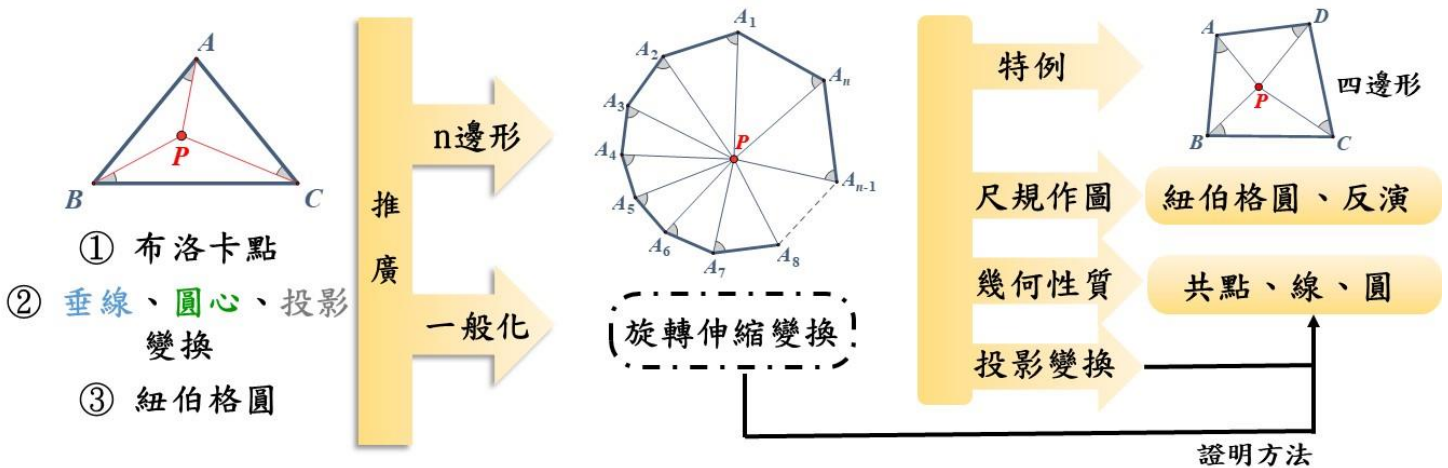 A
P
B
C
① 布洛卡點
② 垂線、圓心、投影
變換
③ 紐伯格圓
推
廣
n邊形
一般化
A1
A2
An
A3
P
A4
An-1
A5
A6
A7
A8
旋轉伸縮變換
特例
尺規作圖
幾何性質
投影變換
A
D
P
B
C
四邊形
紐伯格圓、反演
共點、線、圓
證明方法